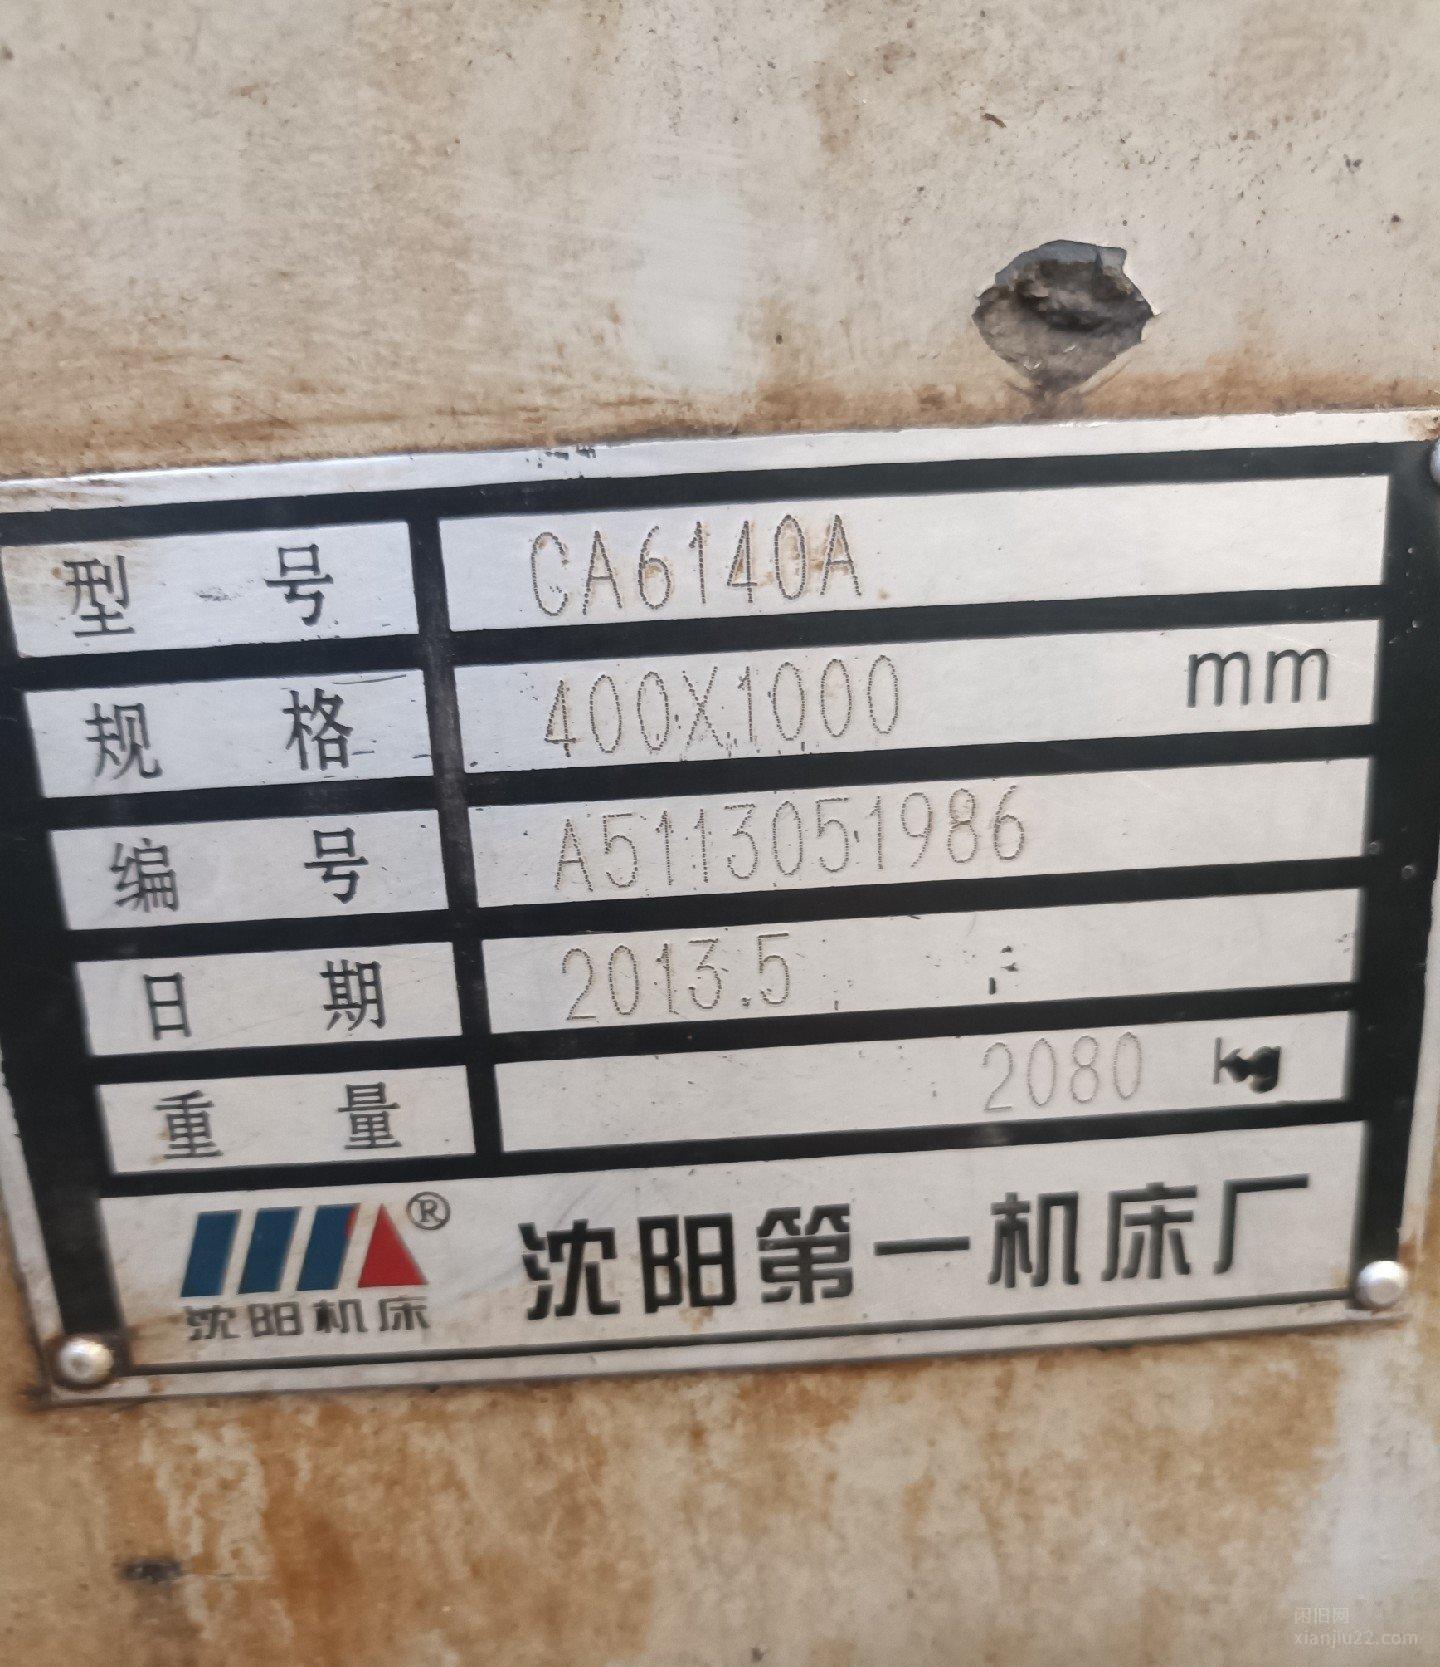 型号 CA6140A
规格 400X1000 mm
编号 A5113051986
日期 2013.5
重量 2080 kg
® 沈阳第一机床厂
沈阳机床
闲旧网
xianjiu22.com